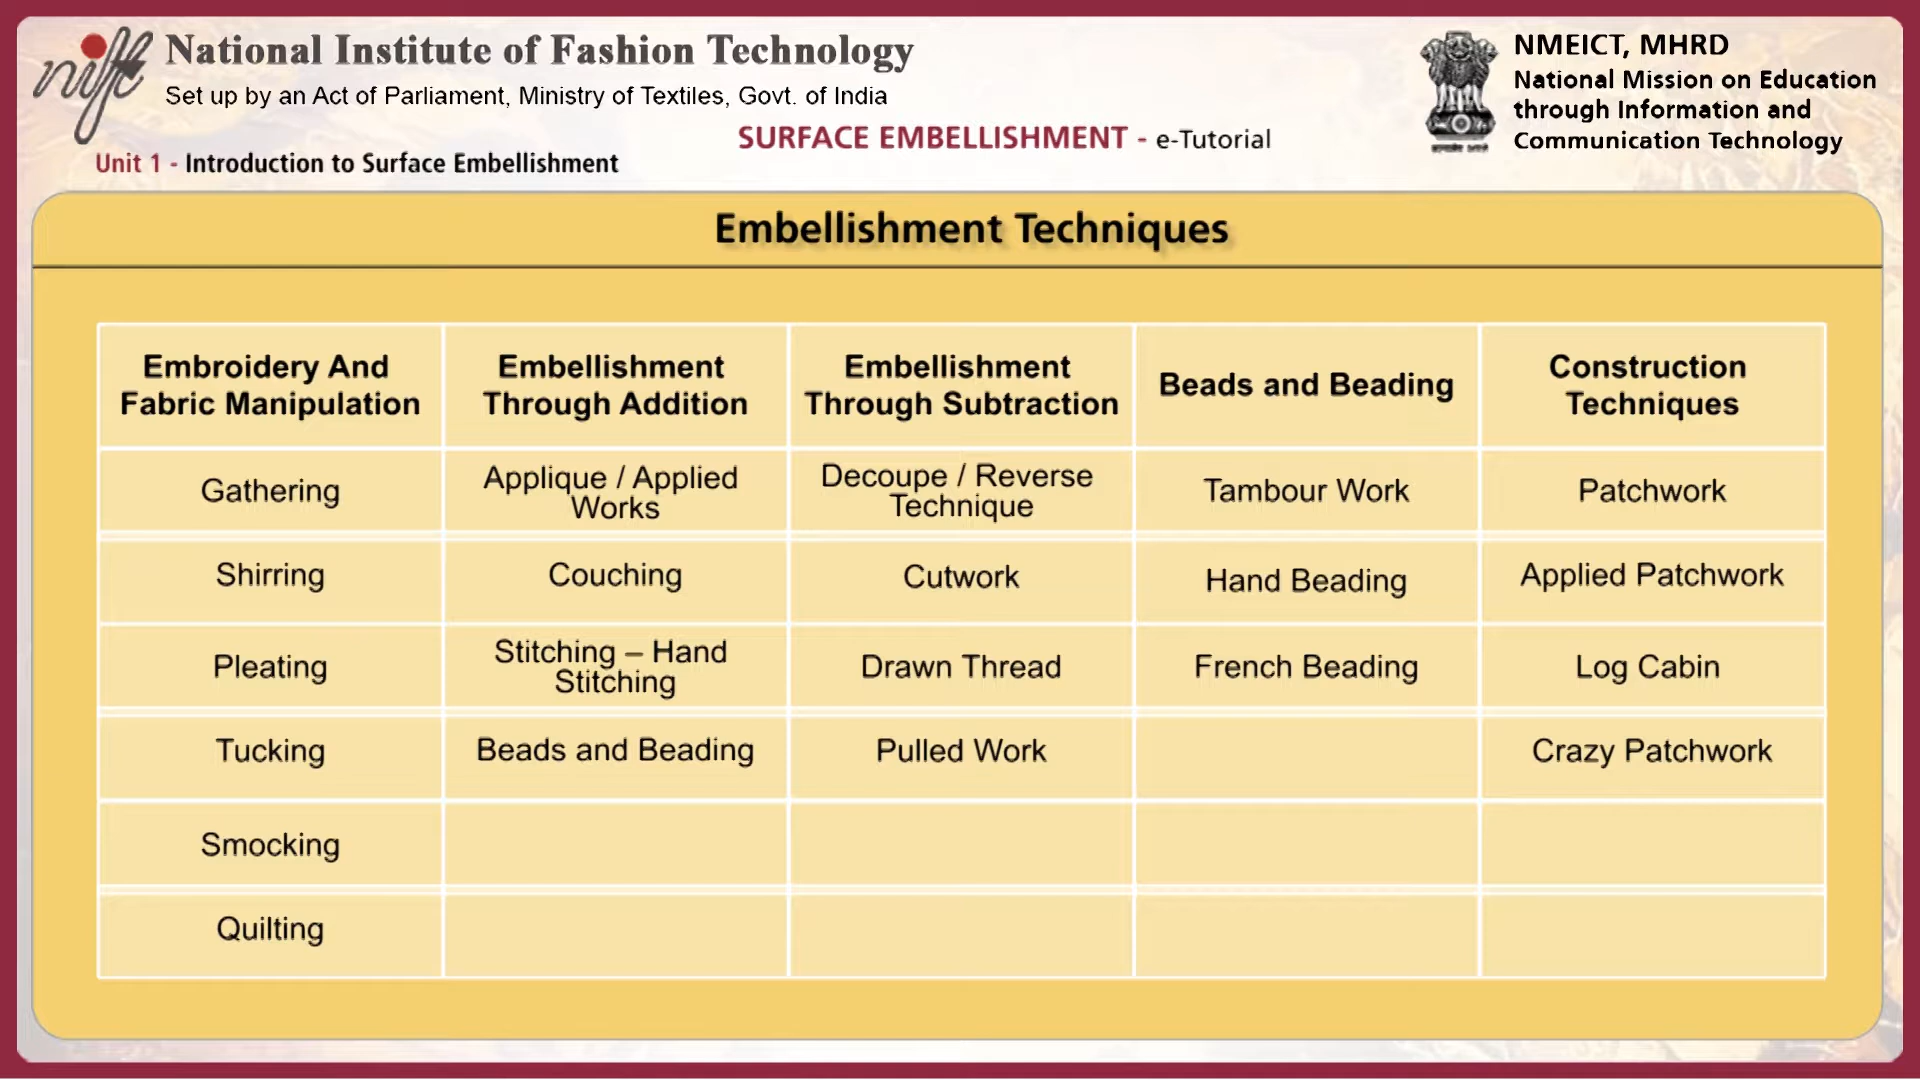 nift
National Institute of Fashion Technology
Set up by an Act of Parliament, Ministry of Textiles, Govt. of India
NMEICT, MHRD
National Mission on Education
through Information and
Communication Technology
SURFACE EMBELLISHMENT - e-Tutorial
Unit 1 - Introduction to Surface Embellishment
Embellishment Techniques
Embroidery And
Fabric Manipulation
Embellishment
Through Addition
Embellishment
Through Subtraction
Beads and Beading
Construction
Techniques
Gathering
Applique / Applied
Works
Decoupe / Reverse
Technique
Tambour Work
Patchwork
Shirring
Couching
Cutwork
Hand Beading
Applied Patchwork
Pleating
Stitching – Hand
Stitching
Drawn Thread
French Beading
Log Cabin
Tucking
Beads and Beading
Pulled Work
Crazy Patchwork
Smocking
Quilting